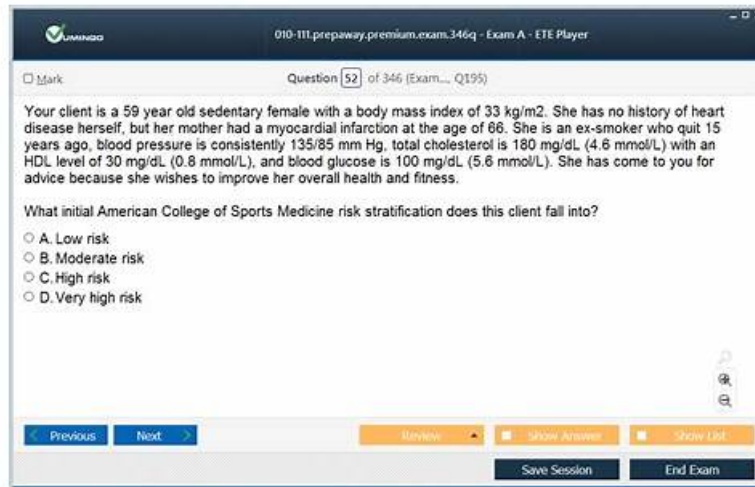 VUMINGO
010-111.prepaway.premium.exam.346q - Exam A - ETE Player
Mark
Question 52 of 346 (Exam..., Q195)
Your client is a 59 year old sedentary female with a body mass index of 33 kg/m2. She has no history of heart
disease herself, but her mother had a myocardial infarction at the age of 66. She is an ex-smoker who quit 15
years ago, blood pressure is consistently 135/85 mm Hg, total cholesterol is 180 mg/dL (4.6 mmol/L) with an
HDL level of 30 mg/dL (0.8 mmol/L), and blood glucose is 100 mg/dL (5.6 mmol/L). She has come to you for
advice because she wishes to improve her overall health and fitness.
What initial American College of Sports Medicine risk stratification does this client fall into?
A. Low risk
B. Moderate risk
C. High risk
D. Very high risk
Previous
Next
Review
Show Answer
Show List
Save Session
End Exam